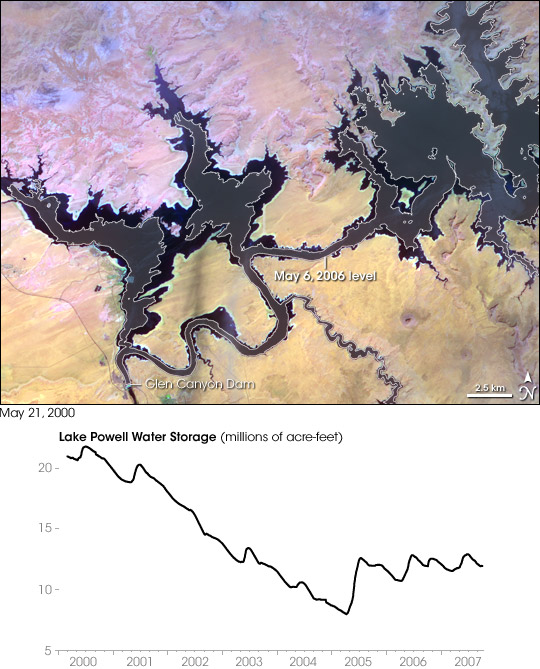 May 6, 2006 level
Glen Canyon Dam
2.5 km
N
May 21, 2000
Lake Powell Water Storage (millions of acre-feet)
20
15
10
5
2000 2001 2002 2003 2004 2005 2006 2007